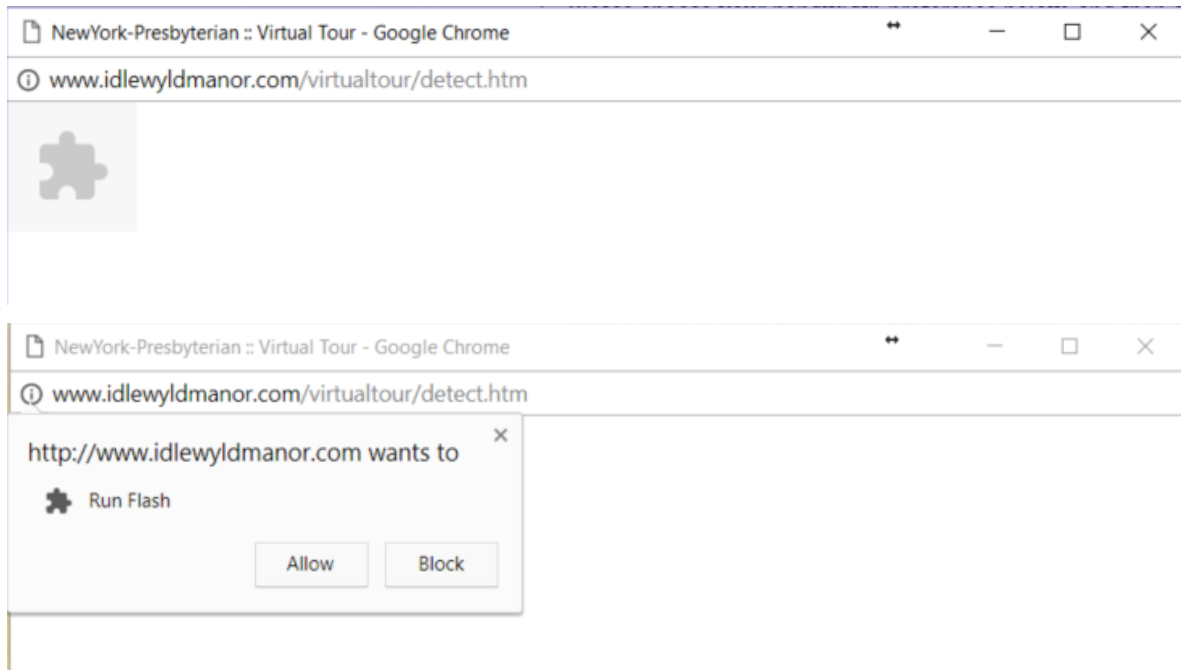 NewYork-Presbyterian :: Virtual Tour - Google Chrome
www.idlewyldmanor.com/virtualtour/detect.htm
NewYork-Presbyterian :: Virtual Tour - Google Chrome
www.idlewyldmanor.com/virtualtour/detect.htm
http://www.idlewyldmanor.com wants to
Run Flash
Allow Block